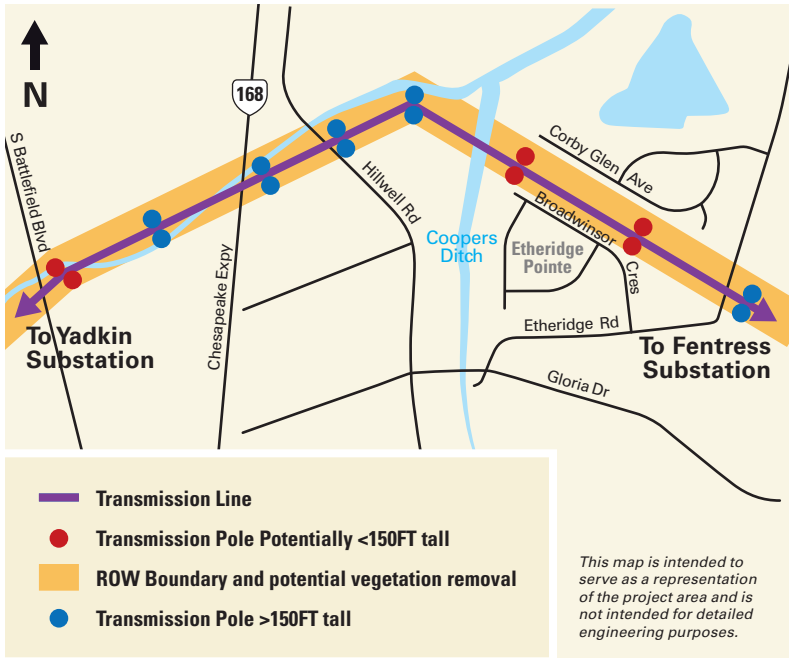 N
168
S Battlefield Blvd
Chesapeake Expy
Hillwell Rd
Coopers
Ditch
Corby Glen Ave
Broadwinsor
Cres
Etheridge
Pointe
Etheridge Rd
Gloria Dr
To Yadkin
Substation
To Fentress
Substation
Transmission Line
Transmission Pole Potentially <150FT tall
ROW Boundary and potential vegetation removal
Transmission Pole >150FT tall
This map is intended to
serve as a representation
of the project area and is
not intended for detailed
engineering purposes.